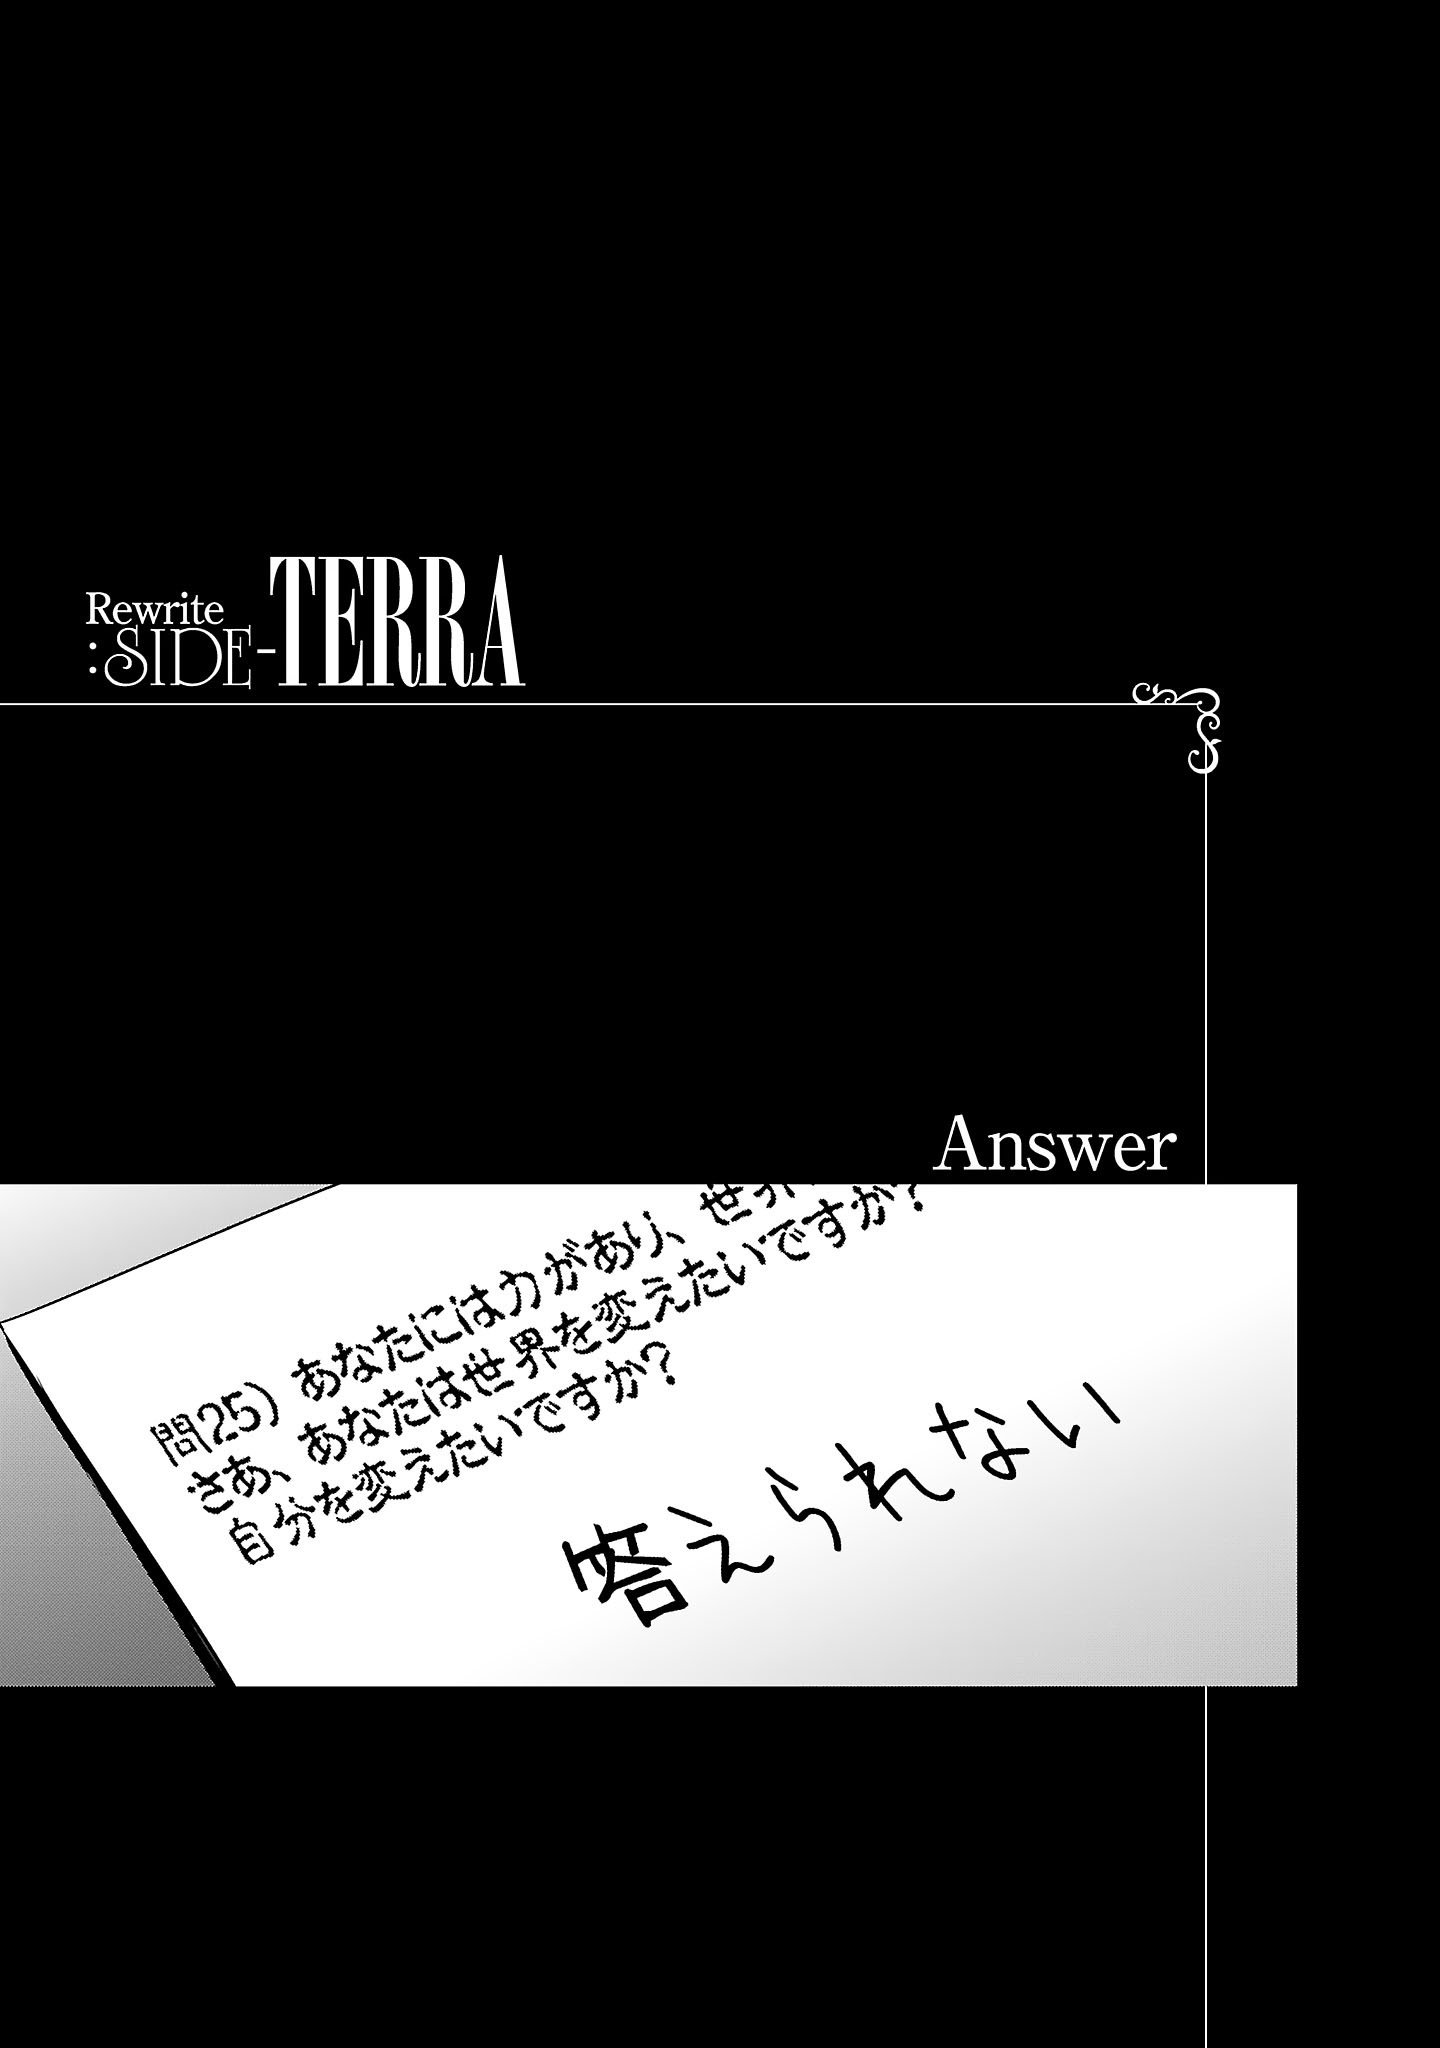 Rewrite
:SIDE-TERRA
Answer
問25) あなたには力があり、世界
さあ、あなたは世界を変えたいですか?
自分を変えたいですか?
答えられない